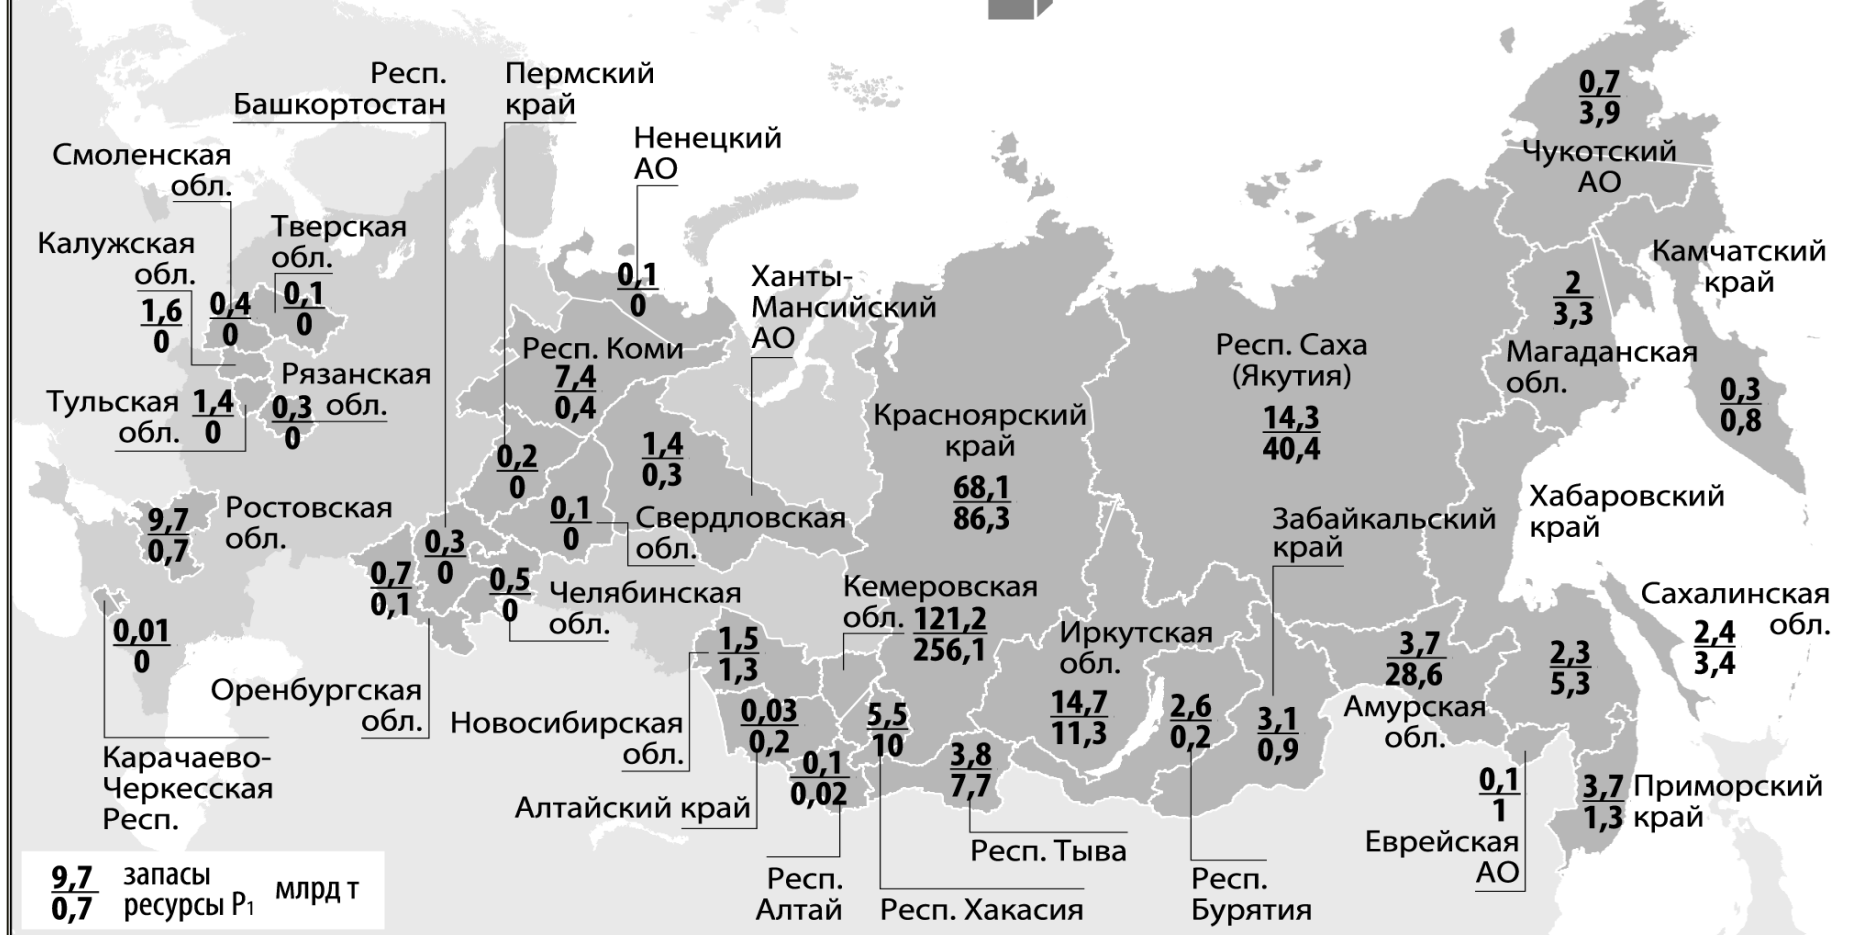 Респ.
Башкортостан
Пермский
край
Ненецкий
АО
Смоленская
обл.
Тверская
обл.
Калужская
обл.
1,6
0
0,4
0
0,1
0
0,1
0
Ханты-
Мансийский
АО
0,7
3,9
Чукотский
АО
Камчатский
край
2
3,3
Магаданская
обл.
0,3
0,8
Респ. Коми
7,4
0,4
Рязанская
обл.
0,3
0
Тульская
обл.
1,4
0
Респ. Саха
(Якутия)
14,3
40,4
Красноярский
край
68,1
86,3
0,2
0
1,4
0,3
9,7
0,7
Ростовская
обл.
0,1
0
Свердловская
обл.
Забайкальский
край
Хабаровский
край
0,3
0
0,7
0,1
0,5
0
Челябинская
обл.
Кемеровская
обл.
121,2
256,1
Сахалинская
обл.
2,4
3,4
0,01
0
1,5
1,3
Иркутская
обл.
14,7
11,3
3,7
28,6
Амурская
обл.
2,3
5,3
Оренбургская
обл.
Новосибирская
обл.
0,03
0,2
5,5
10
2,6
0,2
3,1
0,9
Карачаево-
Черкесская
Респ.
0,1
0,02
3,8
7,7
Алтайский край
0,1
1
Еврейская
АО
3,7
1,3
Приморский
край
Респ. Тыва
Респ.
Алтай
Респ. Хакасия
Респ.
Бурятия
9,7
0,7
запасы
ресурсы P₁
млрд т